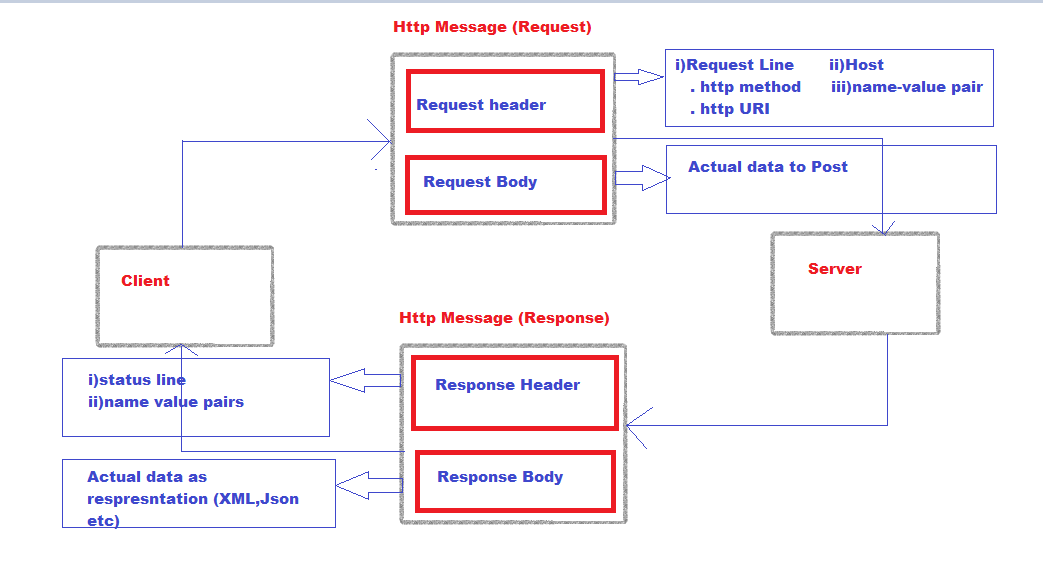 Http Message (Request)
i)Request Line ii)Host
. http method iii)name-value pair
. http URI
Request header
Request Body
Actual data to Post
Client
Server
Http Message (Response)
i)status line
ii)name value pairs
Response Header
Response Body
Actual data as
respresntation (XML,Json
etc)